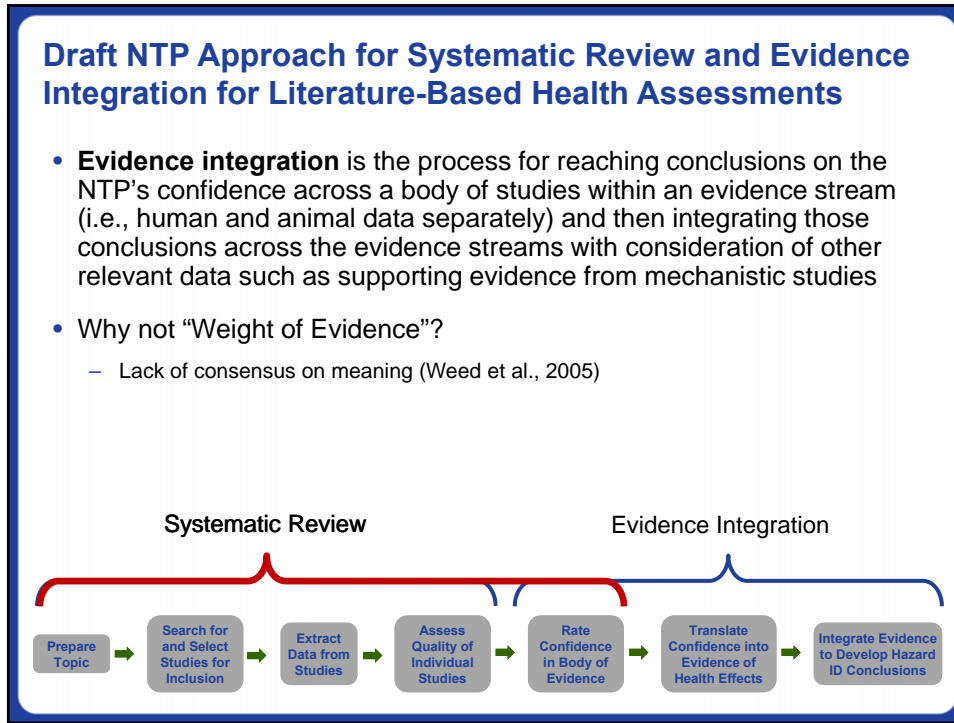 Draft NTP Approach for Systematic Review and Evidence
Integration for Literature-Based Health Assessments
• Evidence integration is the process for reaching conclusions on the
NTP's confidence across a body of studies within an evidence stream
(i.e., human and animal data separately) and then integrating those
conclusions across the evidence streams with consideration of other
relevant data such as supporting evidence from mechanistic studies
• Why not “Weight of Evidence”?
– Lack of consensus on meaning (Weed et al., 2005)
Systematic Review
Evidence Integration
Prepare
Topic
Search for
and Select
Studies for
Inclusion
Extract
Data from
Studies
Assess
Quality of
Individual
Studies
Rate
Confidence
in Body of
Evidence
Translate
Confidence into
Evidence of
Health Effects
Integrate Evidence
to Develop Hazard
ID Conclusions